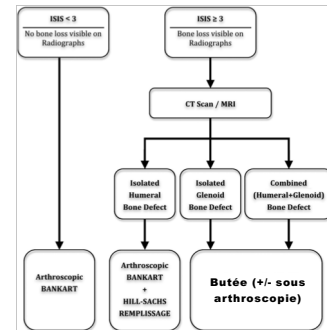 ISIS < 3
No bone loss visible on
Radiographs
ISIS ≥ 3
Bone loss visible on
Radiographs
CT Scan / MRI
Isolated
Humeral
Bone Defect
Isolated
Glenoid
Bone Defect
Combined
(Humeral+Glenoid)
Bone Defect
Arthroscopic
BANKART
Arthroscopic
BANKART
+
HILL-SACHS
REMPLISSAGE
Butée (+/- sous
arthroscopie)